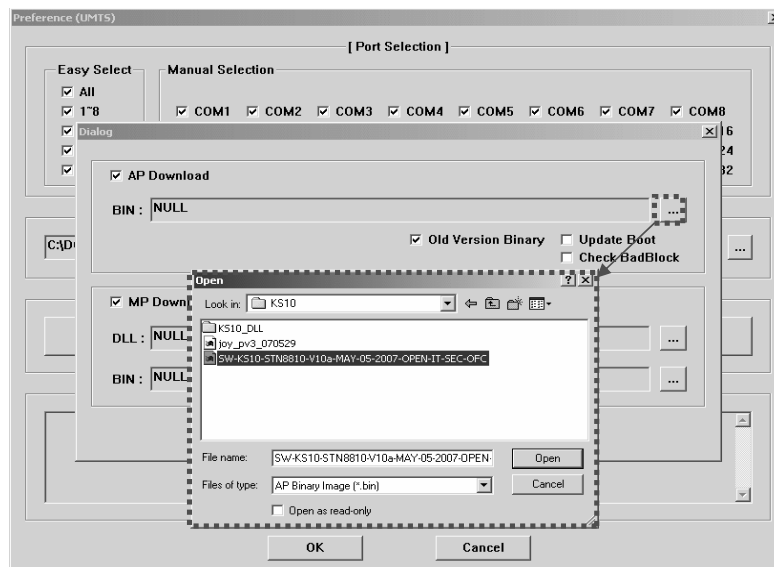 Preference (UMTS)
[ Port Selection ]
Easy Select
Manual Selection
All
1~8
COM1 COM2 COM3 COM4 COM5 COM6 COM7 COM8
Dialog
16
24
32
AP Download
BIN : NULL ...
Old Version Binary
Update Boot
Check BadBlock
C:\D
...
Open
Look in: KS10
KS10_DLL
joy_pv3_070529
SW-KS10-STN8810-V10a-MAY-05-2007-OPEN-IT-SEC-OFC
MP Down
DLL : NULL ...
BIN : NULL ...
File name: SW-KS10-STN8810-V10a-MAY-05-2007-OPEN- Open
Files of type: AP Binary Image (*.bin) Cancel
Open as read-only
OK Cancel